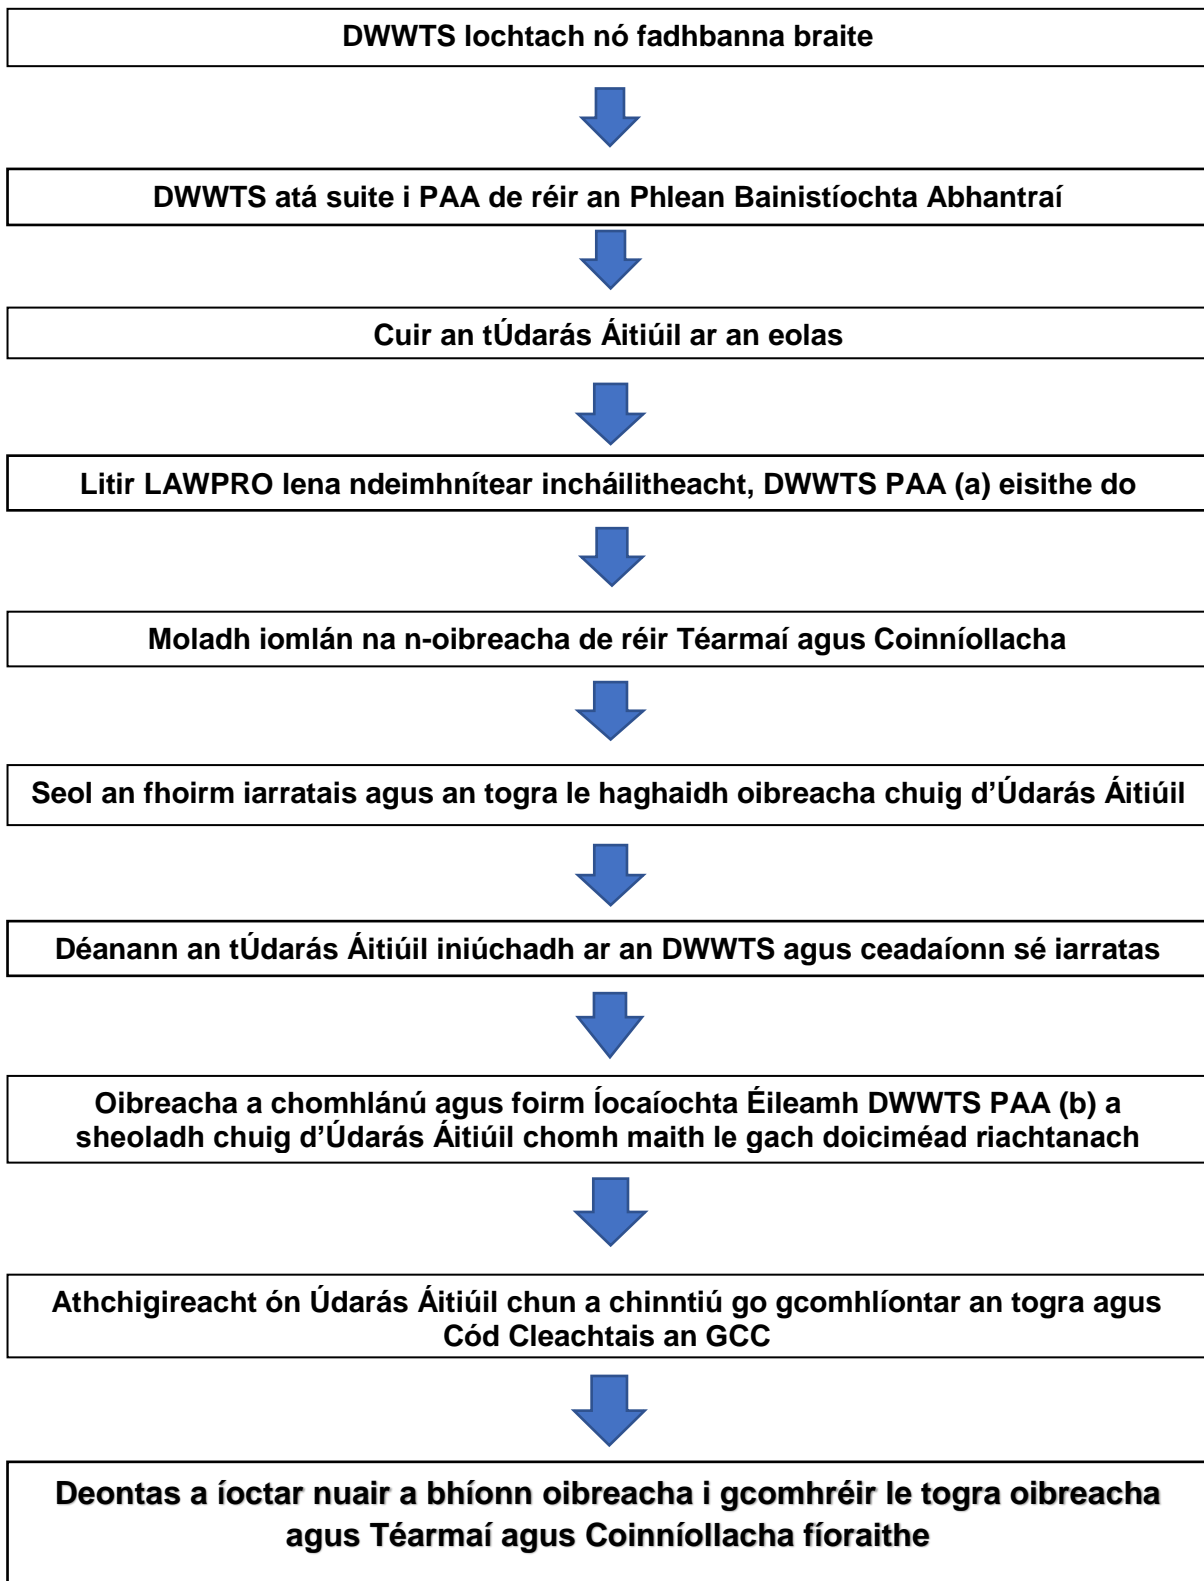 DWWTS lochtach nó fadhbanna braite
DWWTS atá suite i PAA de réir an Phlean Bainistíochta Abhantraí
Cuir an tÚdarás Áitiúil ar an eolas
Litir LAWPRO lena ndeimhnítear incháilitheacht, DWWTS PAA (a) eisithe do
Moladh iomlán na n-oibreacha de réir Téarmaí agus Coinníollacha
Seol an fhoirm iarratais agus an togra le haghaidh oibreacha chuig d’Údarás Áitiúil
Déanann an tÚdarás Áitiúil iniúchadh ar an DWWTS agus ceadaíonn sé iarratas
Oibreacha a chomhlánú agus foirm Íocaíochta Éileamh DWWTS PAA (b) a
sheoladh chuig d’Údarás Áitiúil chomh maith le gach doiciméad riachtanach
Athchigireacht ón Údarás Áitiúil chun a chinntiú go gcomhlíontar an togra agus
Cód Cleachtais an GCC
Deontas a íoctar nuair a bhíonn oibreacha i gcomhréir le togra oibreacha
agus Téarmaí agus Coinníollacha fíoraithe